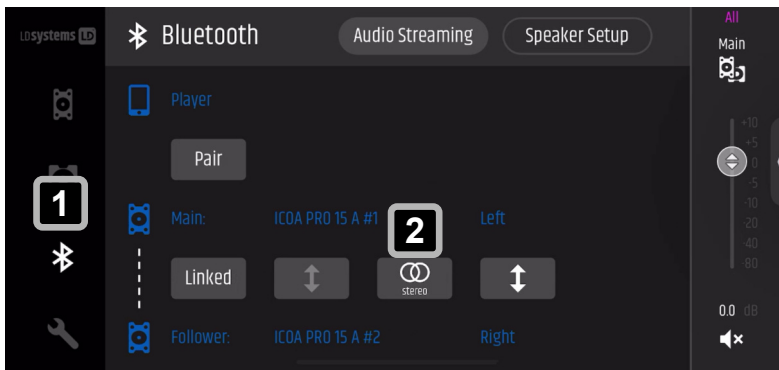 LDsystems LD
Bluetooth
Audio Streaming
Speaker Setup
All
Main
Player
Pair
1
Main:
ICOA PRO 15 A #1
Left
2
Linked
stereo
Follower:
ICOA PRO 15 A #2
Right
+10
+5
0
-5
-10
-20
-40
-80
0.0 dB